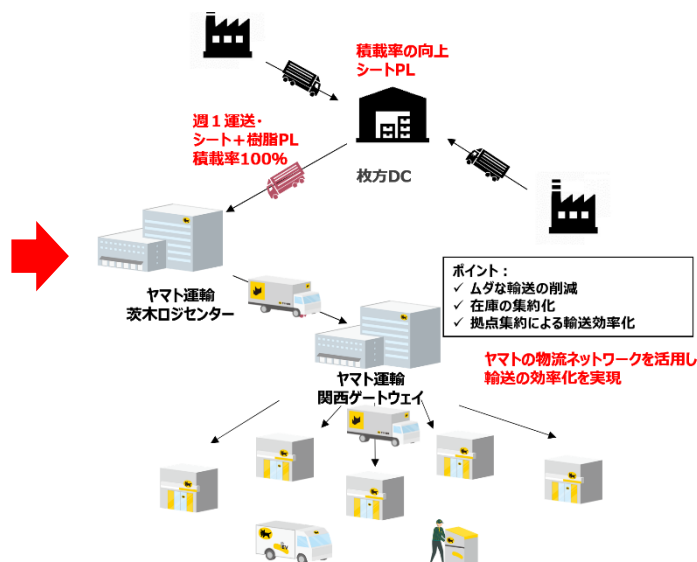 積載率の向上
シートPL
週１運送・
シート＋樹脂PL
積載率100%
枚方DC
ヤマト運輸
茨木ロジセンター
ポイント：
✓ ムダな輸送の削減
✓ 在庫の集約化
✓ 拠点集約による輸送効率化
ヤマトの物流ネットワークを活用し
輸送の効率化を実現
ヤマト運輸
関西ゲートウェイ